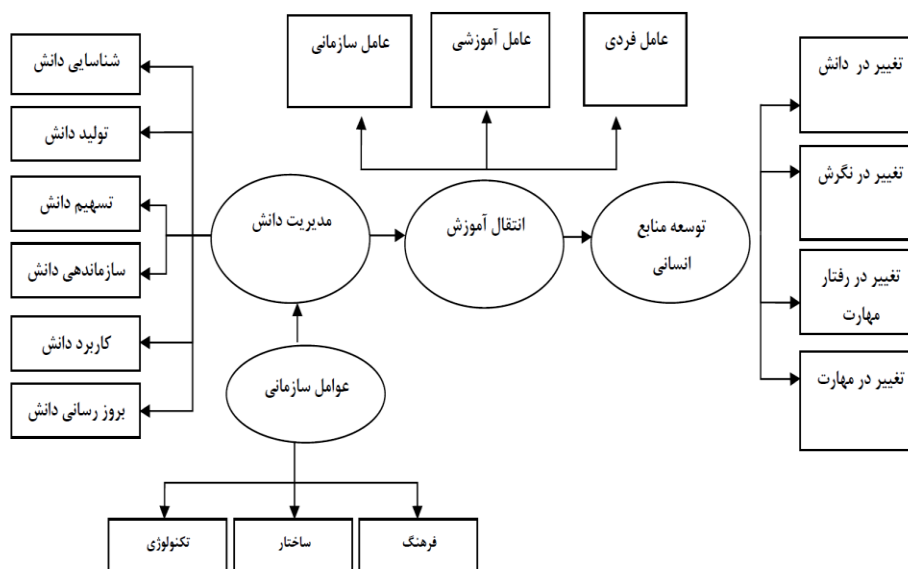 عامل سازمانی
عامل آموزشی
عامل فردی
شناسایی دانش
تولید دانش
تسهیم دانش
سازماندهی دانش
کاربرد دانش
بروز رسانی دانش
مدیریت دانش
انتقال آموزش
توسعه منابع
انسانی
تغییر در دانش
تغییر در نگرش
تغییر در رفتار
مهارت
تغییر در مهارت
عوامل سازمانی
تکنولوژی
ساختار
فرهنگ